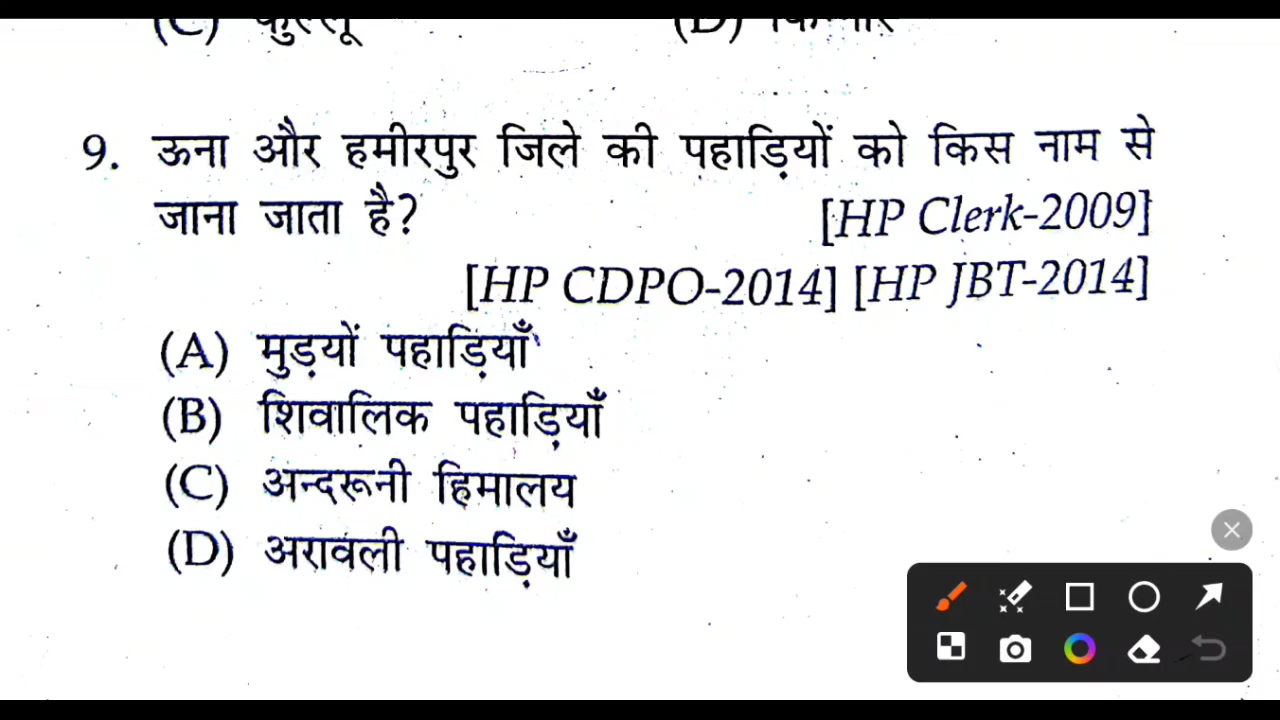 (C) कुल्लू (D) किन्नौर
9. ऊना और हमीरपुर जिले की पहाड़ियों को किस नाम से
जाना जाता है? [HP Clerk-2009]
[HP CDPO-2014] [HP JBT-2014]
(A) मुड़यों पहाड़ियाँ
(B) शिवालिक पहाड़ियाँ
(C) अन्दरूनी हिमालय
(D) अरावली पहाड़ियाँ